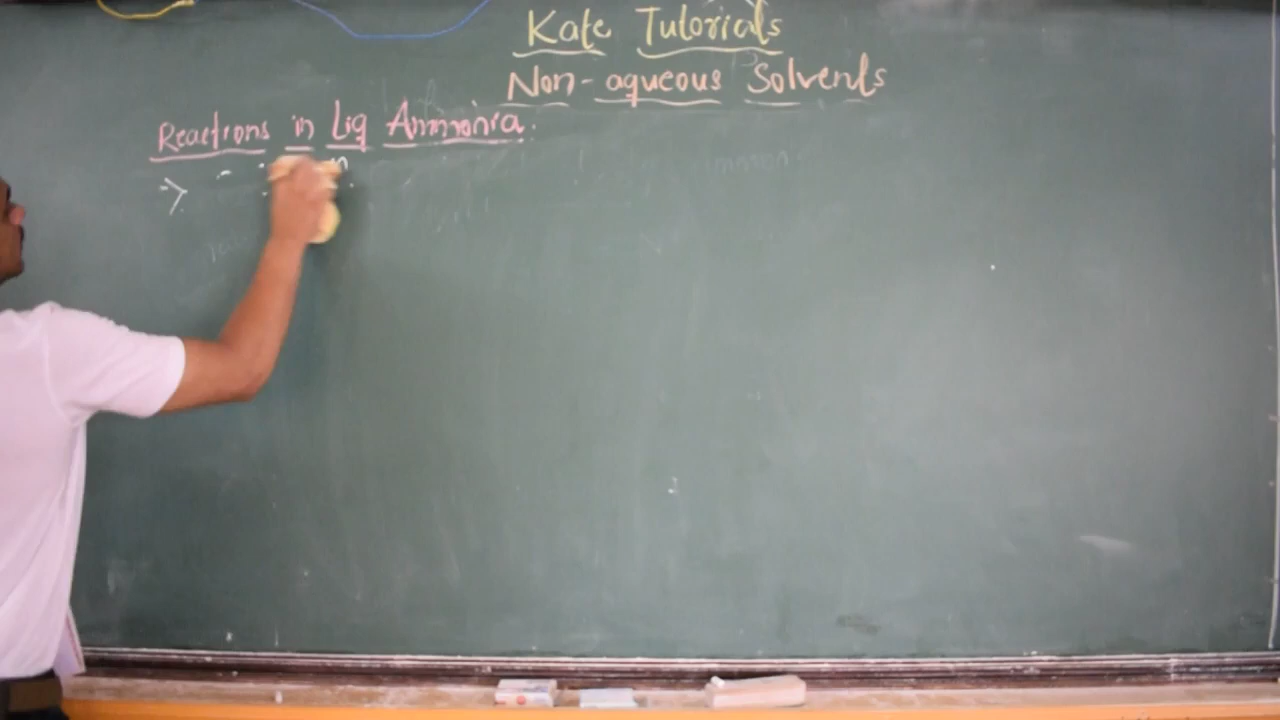 Kate Tutorials
Non-aqueous Solvents
Reactions in Liq Ammonia.